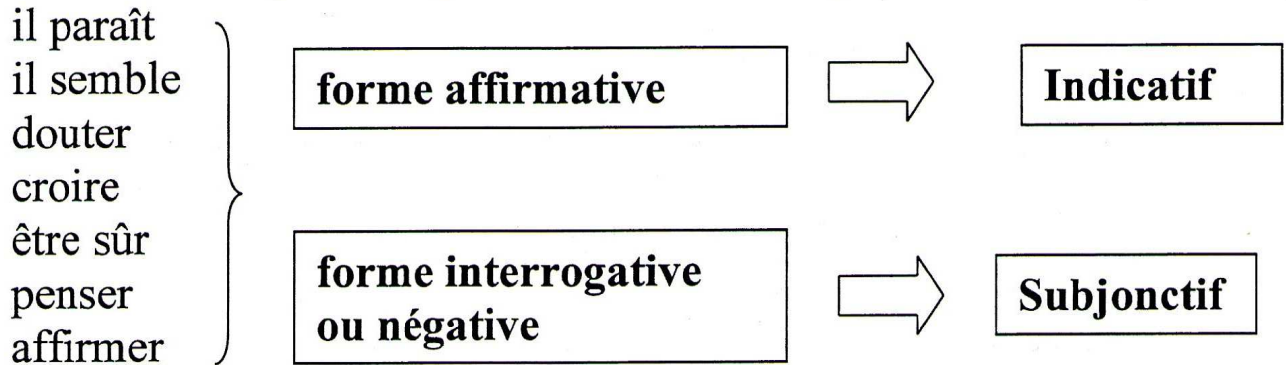 il paraît
il semble
douter
croire
être sûr
penser
affirmer
forme affirmative
Indicatif
forme interrogative
ou négative
Subjonctif